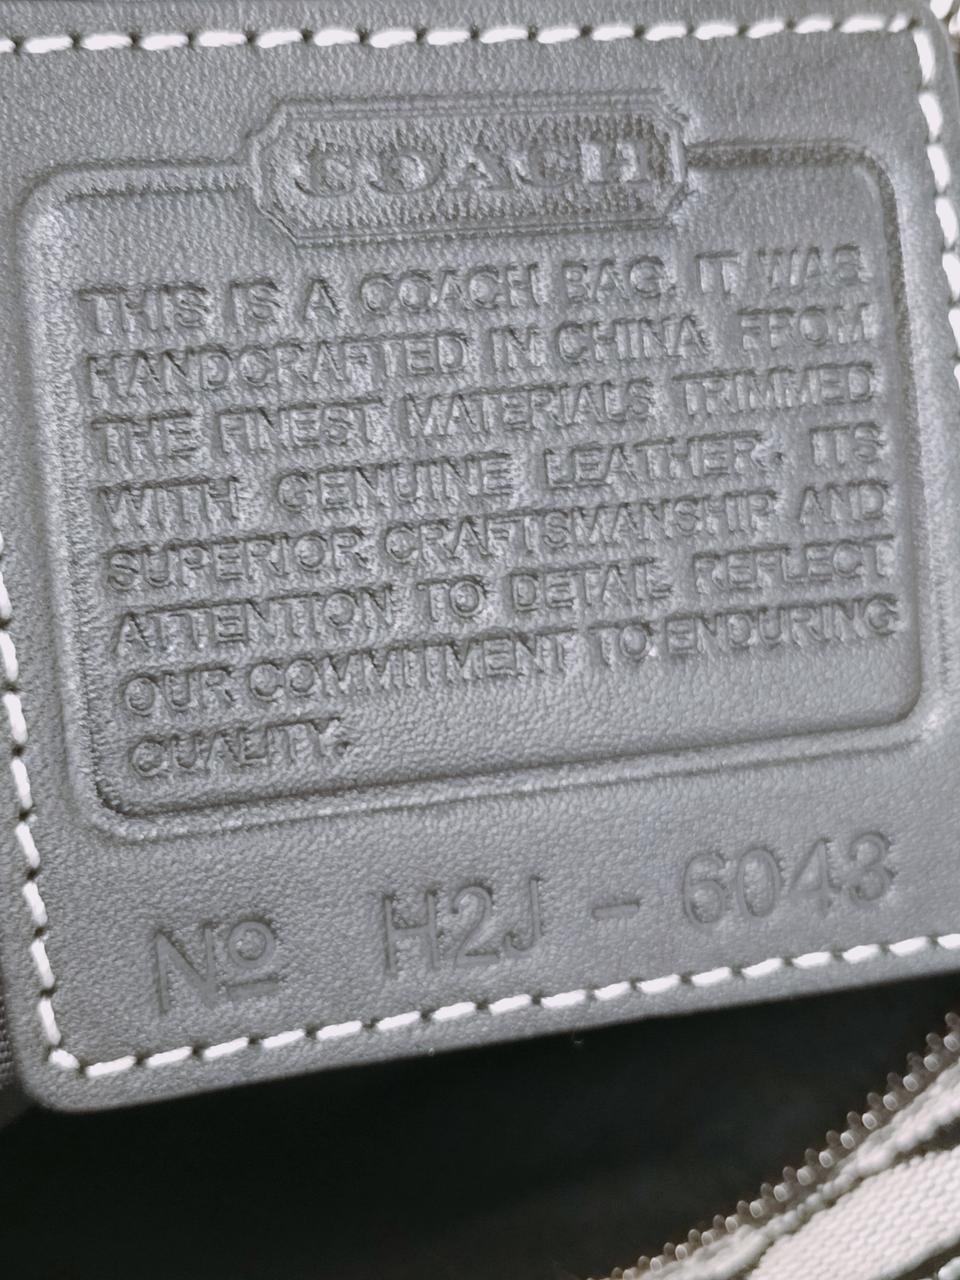 COACH
THIS IS A COACH BAG. IT WAS
HANDCRAFTED IN CHINA FROM
THE FINEST MATERIALS TRIMMED
WITH GENUINE LEATHER. ITS
SUPERIOR CRAFTSMANSHIP AND
ATTENTION TO DETAIL REFLECT
OUR COMMITMENT TO ENDURING
QUALITY.
Nº H2J - 6043